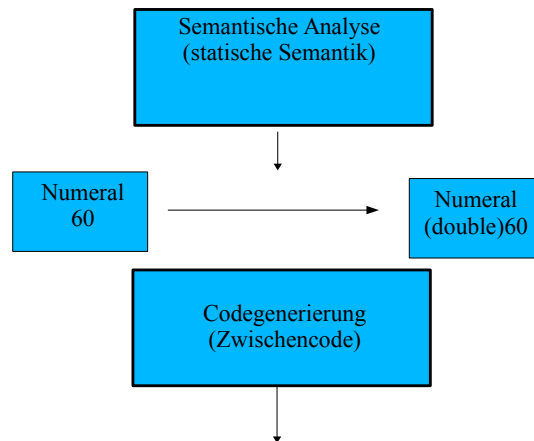 Semantische Analyse
(statische Semantik)
Numeral
60
Numeral
(double)60
Codegenerierung
(Zwischencode)